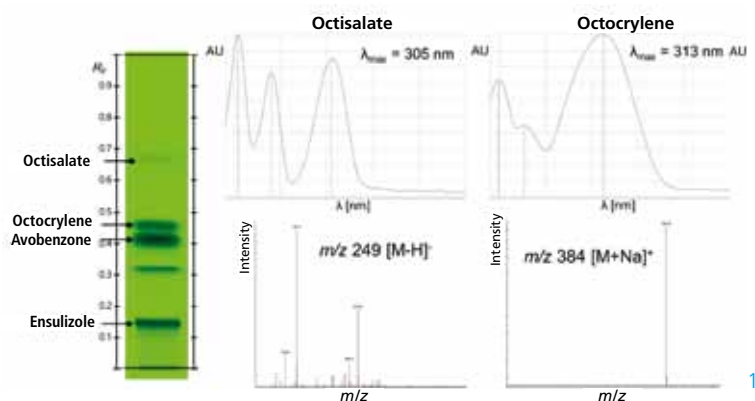 Octisalate
Octocrylene
AU
λmax = 305 nm
AU
λmax = 313 nm
RF
0.9
0.8
0.7
0.6
0.5
0.4
0.3
0.2
0.1
Octisalate
Octocrylene
Avobenzone
Ensulizole
λ [nm]
λ [nm]
Intensity
m/z 249 [M-H]-
Intensity
m/z 384 [M+Na]+
m/z
m/z
1